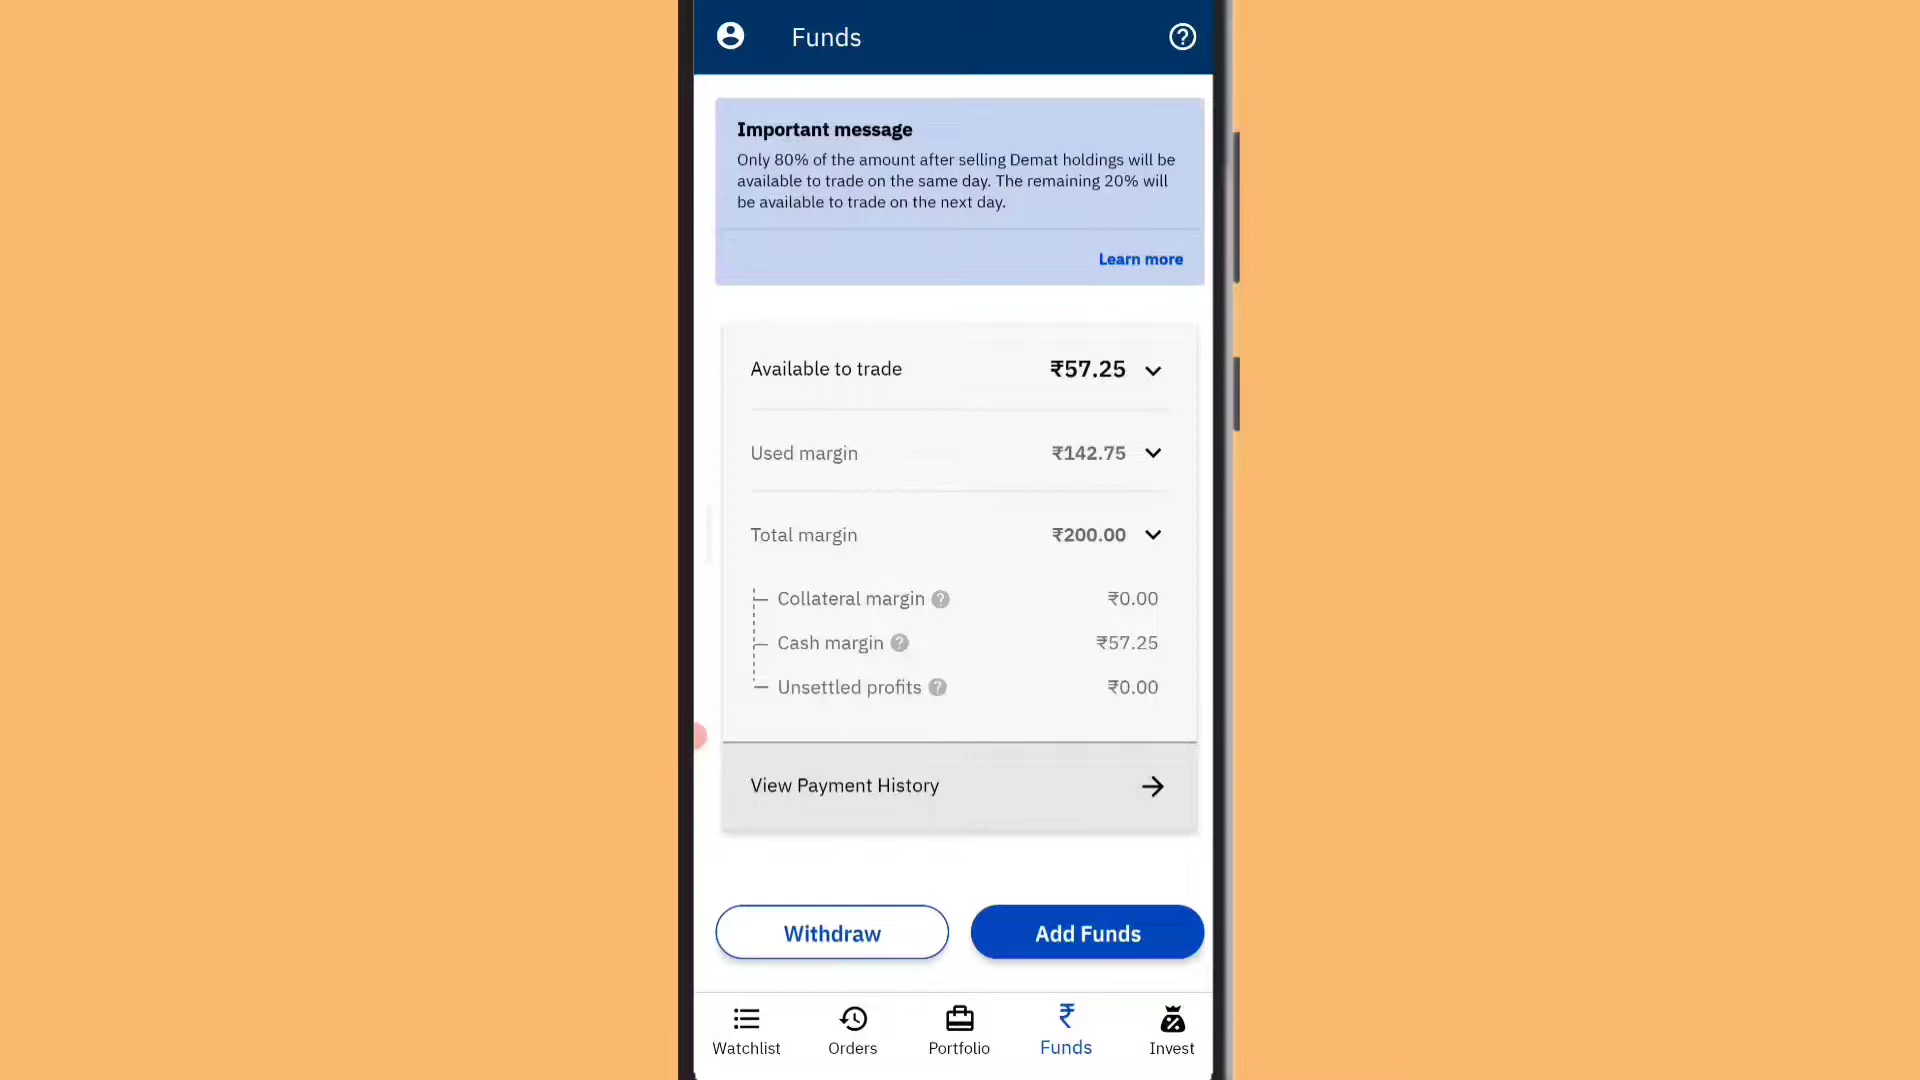 Funds
Important message
Only 80% of the amount after selling Demat holdings will be
available to trade on the same day. The remaining 20% will
be available to trade on the next day.
Learn more
Available to trade ₹57.25
Used margin ₹142.75
Total margin ₹200.00
Collateral margin ? ₹0.00
Cash margin ? ₹57.25
Unsettled profits ? ₹0.00
View Payment History
Withdraw Add Funds
Watchlist Orders Portfolio Funds Invest